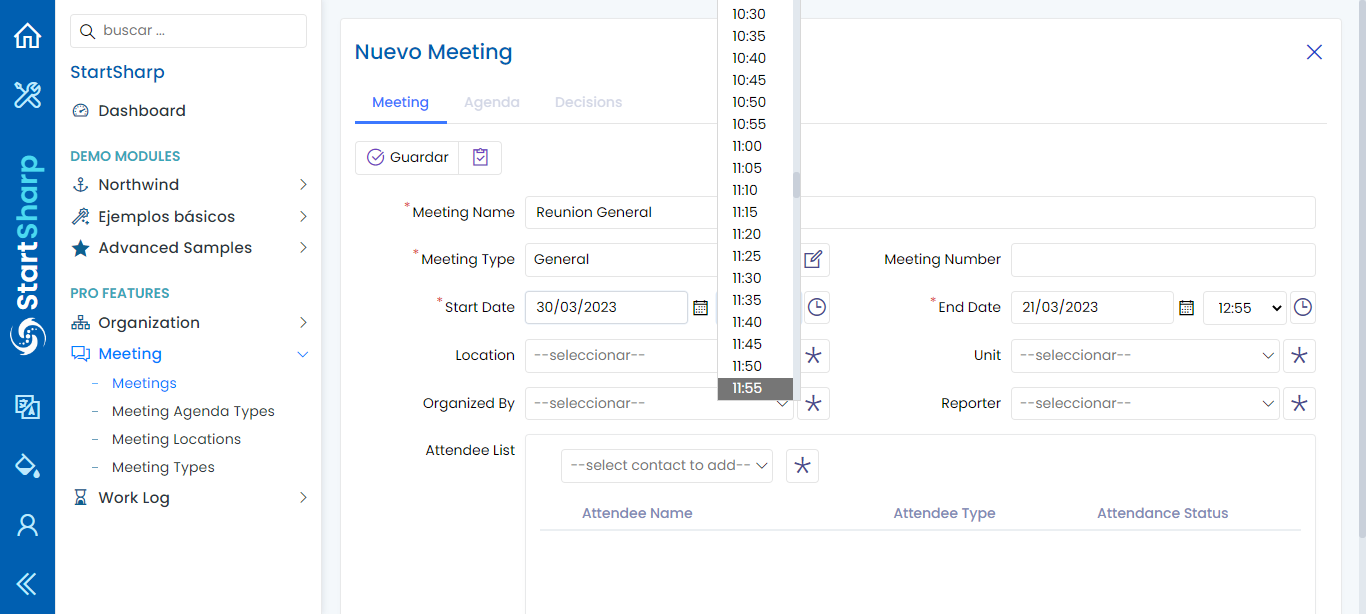 buscar ...
StartSharp
Dashboard
DEMO MODULES
Northwind
Ejemplos básicos
Advanced Samples
PRO FEATURES
Organization
Meeting
Meetings
Meeting Agenda Types
Meeting Locations
Meeting Types
Work Log
StartSharp
Nuevo Meeting
Meeting Agenda Decisions
Guardar
*Meeting Name Reunion General
*Meeting Type General Meeting Number
*Start Date 30/03/2023 *End Date 21/03/2023 12:55
Location --seleccionar-- Unit --seleccionar--
Organized By --seleccionar-- Reporter --seleccionar--
Attendee List --select contact to add--
Attendee Name Attendee Type Attendance Status
10:30
10:35
10:40
10:45
10:50
10:55
11:00
11:05
11:10
11:15
11:20
11:25
11:30
11:35
11:40
11:45
11:50
11:55